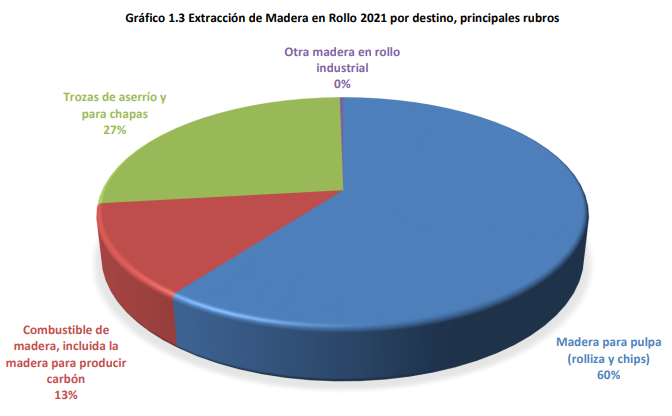 Gráfico 1.3 Extracción de Madera en Rollo 2021 por destino, principales rubros
Otra madera en rollo
industrial
0%
Trozas de aserrío y
para chapas
27%
Combustible de
madera, incluida la
madera para producir
carbón
13%
Madera para pulpa
(rolliza y chips)
60%